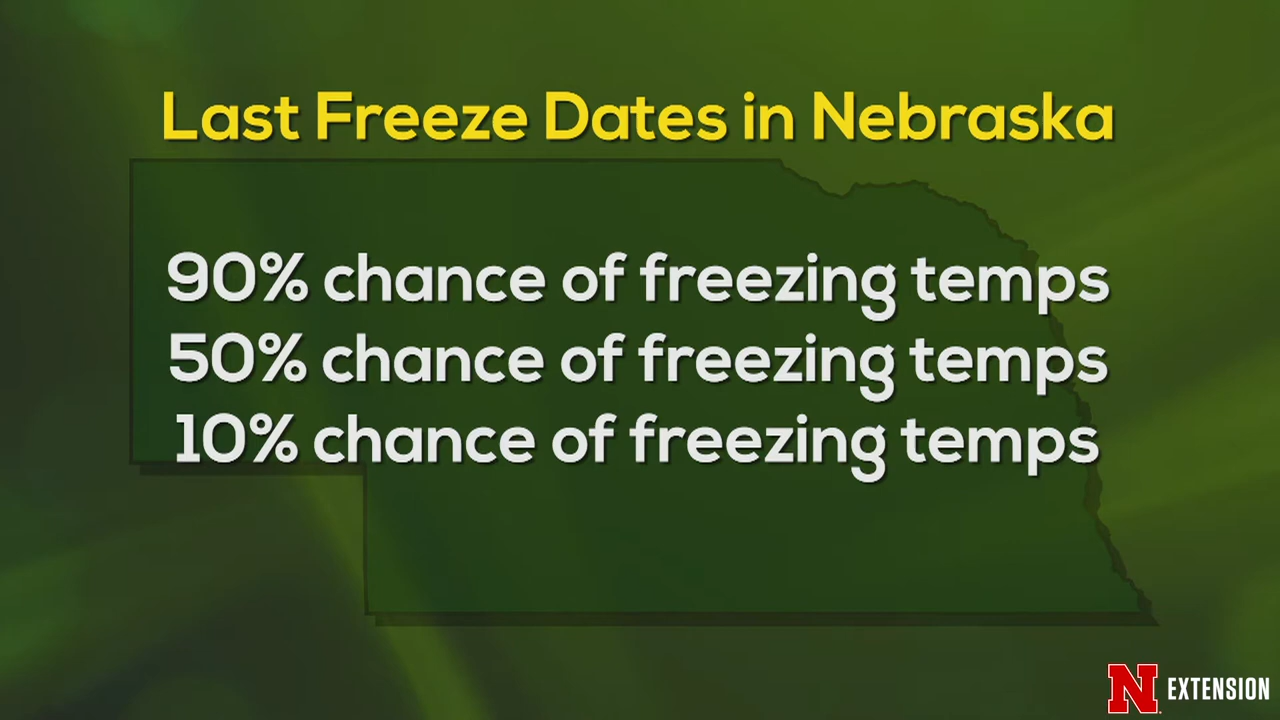 Last Freeze Dates in Nebraska
90% chance of freezing temps
50% chance of freezing temps
10% chance of freezing temps
N EXTENSION